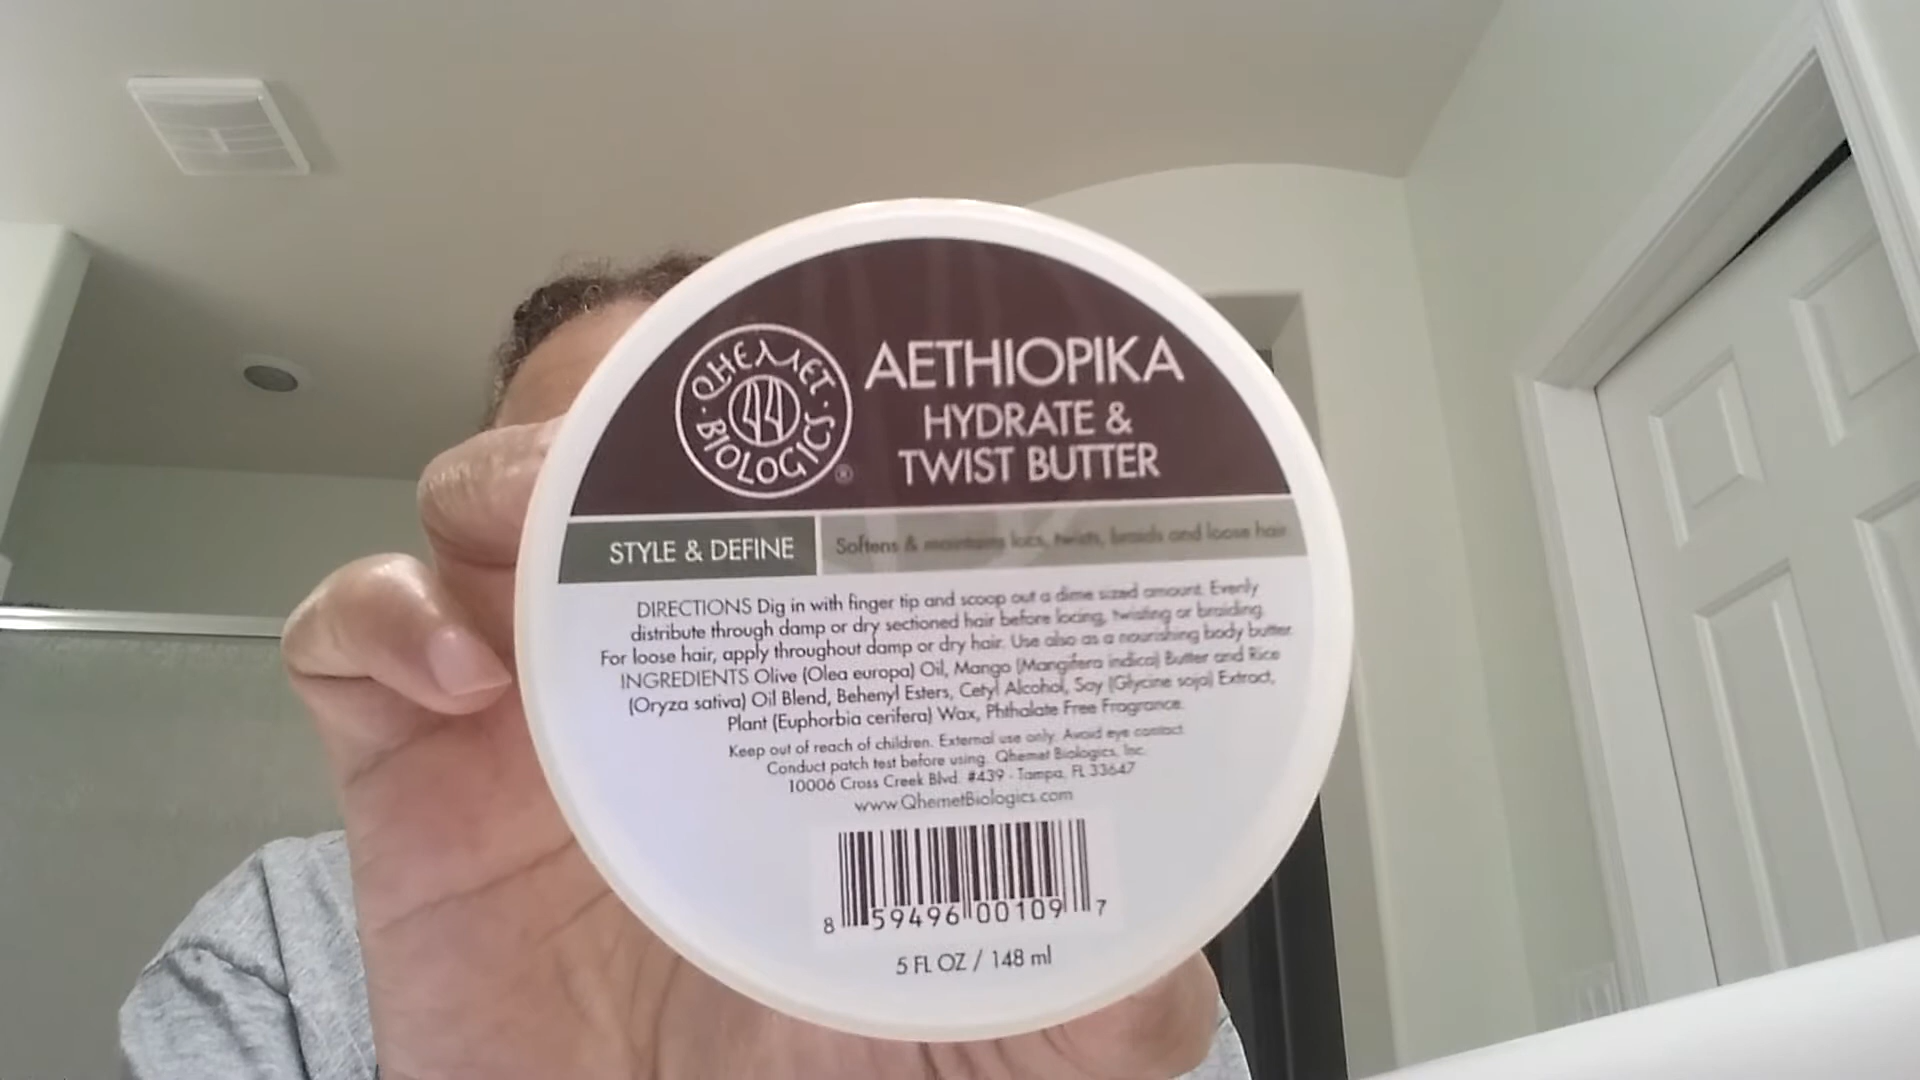 QHEMET BIOLOGICS ®
AETHIOPIKA
HYDRATE &
TWIST BUTTER
STYLE & DEFINE
Softens & maintains locs, twists, braids and loose hair
DIRECTIONS Dig in with finger tip and scoop out a dime sized amount. Evenly
distribute through damp or dry sectioned hair before locing, twisting or braiding.
For loose hair, apply throughout damp or dry hair. Use also as a nourishing body butter.
INGREDIENTS Olive (Olea europa) Oil, Mango (Mangifera indica) Butter and Rice
(Oryza sativa) Oil Blend, Behenyl Esters, Cetyl Alcohol, Soy (Glycine soja) Extract,
Plant (Euphorbia cerifera) Wax, Phthalate Free Fragrance.
Keep out of reach of children. External use only. Avoid eye contact.
Conduct patch test before using. Qhemet Biologics, Inc.
10006 Cross Creek Blvd. #439 - Tampa, FL 33647
www.QhemetBiologics.com
8 59496 00109 7
5 FL OZ / 148 ml